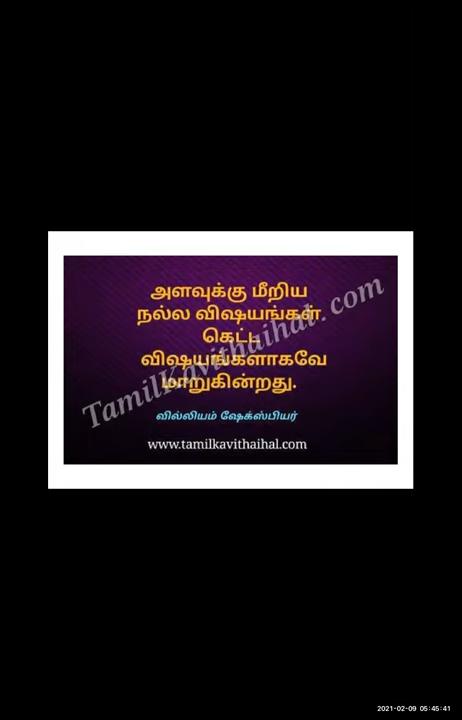 அளவுக்கு மீறிய
நல்ல விஷயங்கள்
கெட்ட
விஷயங்களாகவே
மாறுகின்றது.
வில்லியம் ஷேக்ஸ்பியர்
www.tamilkavithaihal.com
TamilKavithaihal.com
2021-02-09 05:45:41